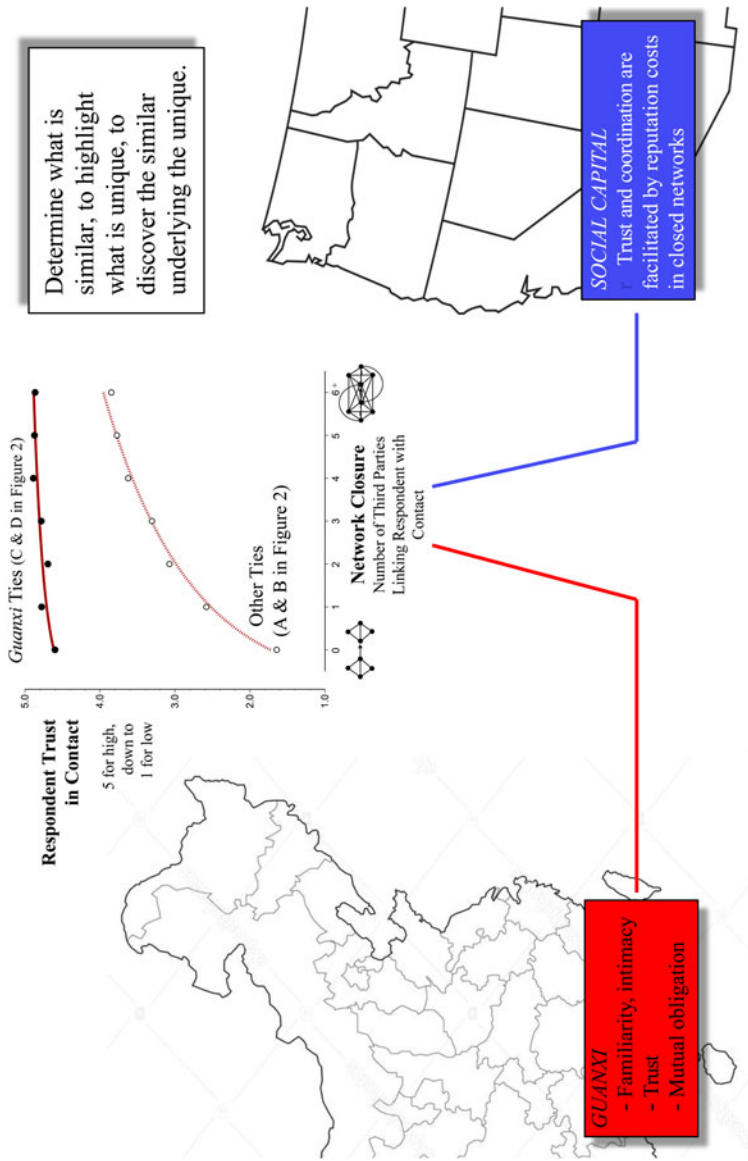 Determine what is
similar, to highlight
what is unique, to
discover the similar
underlying the unique.
Guanxi Ties (C & D in Figure 2)
Respondent Trust
in Contact
5 for high,
down to
1 for low
5.0
4.0
3.0
2.0
1.0
Other Ties
(A & B in Figure 2)
0
1
2
3
4
5
6+
Network Closure
Number of Third Parties
Linking Respondent with
Contact
GUANXI
- Familiarity, intimacy
- Trust
- Mutual obligation
SOCIAL CAPITAL
r Trust and coordination are
facilitated by reputation costs
in closed networks